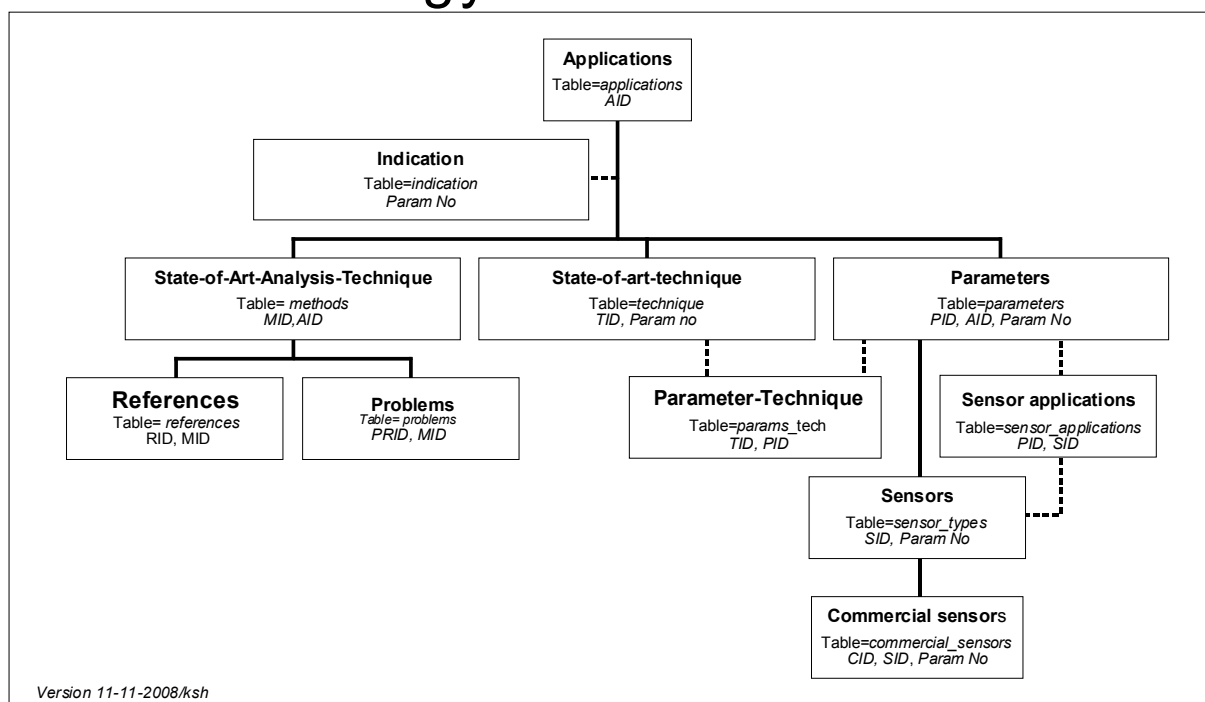 Applications
Table=applications
AID
Indication
Table=indication
Param No
State-of-Art-Analysis-Technique
Table= methods
MID,AID
State-of-art-technique
Table=technique
TID, Param no
Parameters
Table=parameters
PID, AID, Param No
References
Table= references
RID, MID
Problems
Table= problems
PRID, MID
Parameter-Technique
Table=params_tech
TID, PID
Sensor applications
Table=sensor_applications
PID, SID
Sensors
Table=sensor_types
SID, Param No
Commercial sensors
Table=commercial_sensors
CID, SID, Param No
Version 11-11-2008/ksh